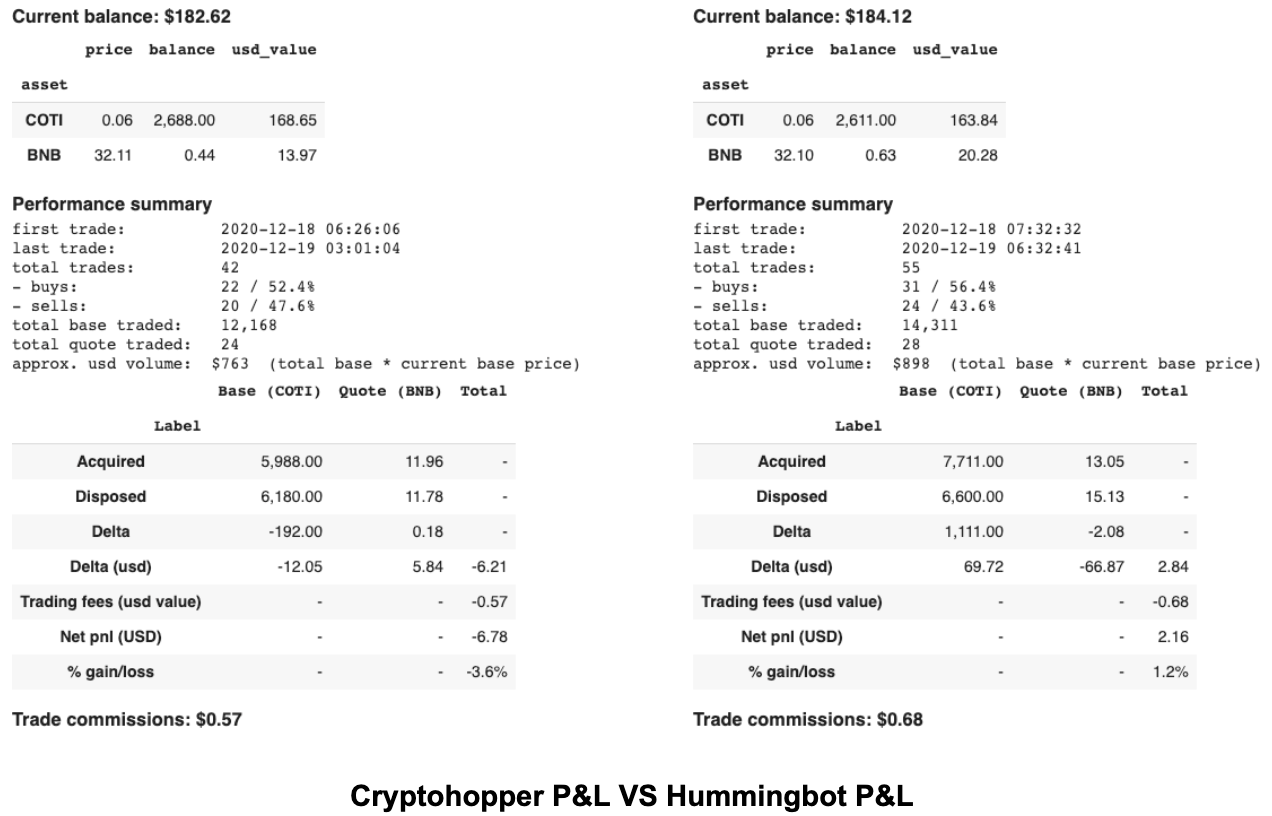 Current balance: $182.62
price balance usd_value
asset
COTI 0.06 2,688.00 168.65
BNB 32.11 0.44 13.97
Performance summary
first trade: 2020-12-18 06:26:06
last trade: 2020-12-19 03:01:04
total trades: 42
- buys: 22 / 52.4%
- sells: 20 / 47.6%
total base traded: 12,168
total quote traded: 24
approx. usd volume: $763 (total base * current base price)
Base (COTI) Quote (BNB) Total
Label
Acquired 5,988.00 11.96 -
Disposed 6,180.00 11.78 -
Delta -192.00 0.18 -
Delta (usd) -12.05 5.84 -6.21
Trading fees (usd value) - - -0.57
Net pnl (USD) - - -6.78
% gain/loss - - -3.6%
Trade commissions: $0.57
Current balance: $184.12
price balance usd_value
asset
COTI 0.06 2,611.00 163.84
BNB 32.10 0.63 20.28
Performance summary
first trade: 2020-12-18 07:32:32
last trade: 2020-12-19 06:32:41
total trades: 55
- buys: 31 / 56.4%
- sells: 24 / 43.6%
total base traded: 14,311
total quote traded: 28
approx. usd volume: $898 (total base * current base price)
Base (COTI) Quote (BNB) Total
Label
Acquired 7,711.00 13.05 -
Disposed 6,600.00 15.13 -
Delta 1,111.00 -2.08 -
Delta (usd) 69.72 -66.87 2.84
Trading fees (usd value) - - -0.68
Net pnl (USD) - - 2.16
% gain/loss - - 1.2%
Trade commissions: $0.68
Cryptohopper P&L VS Hummingbot P&L